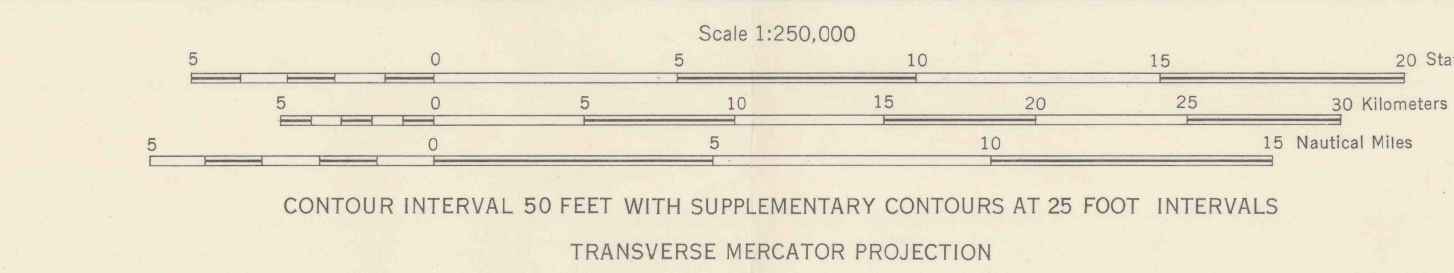 Scale 1:250,000
5 0 5 10 15 20
5 0 5 10 15 20 25 30 Kilometers
5 0 5 10 15 Nautical Miles
CONTOUR INTERVAL 50 FEET WITH SUPPLEMENTARY CONTOURS AT 25 FOOT INTERVALS
TRANSVERSE MERCATOR PROJECTION